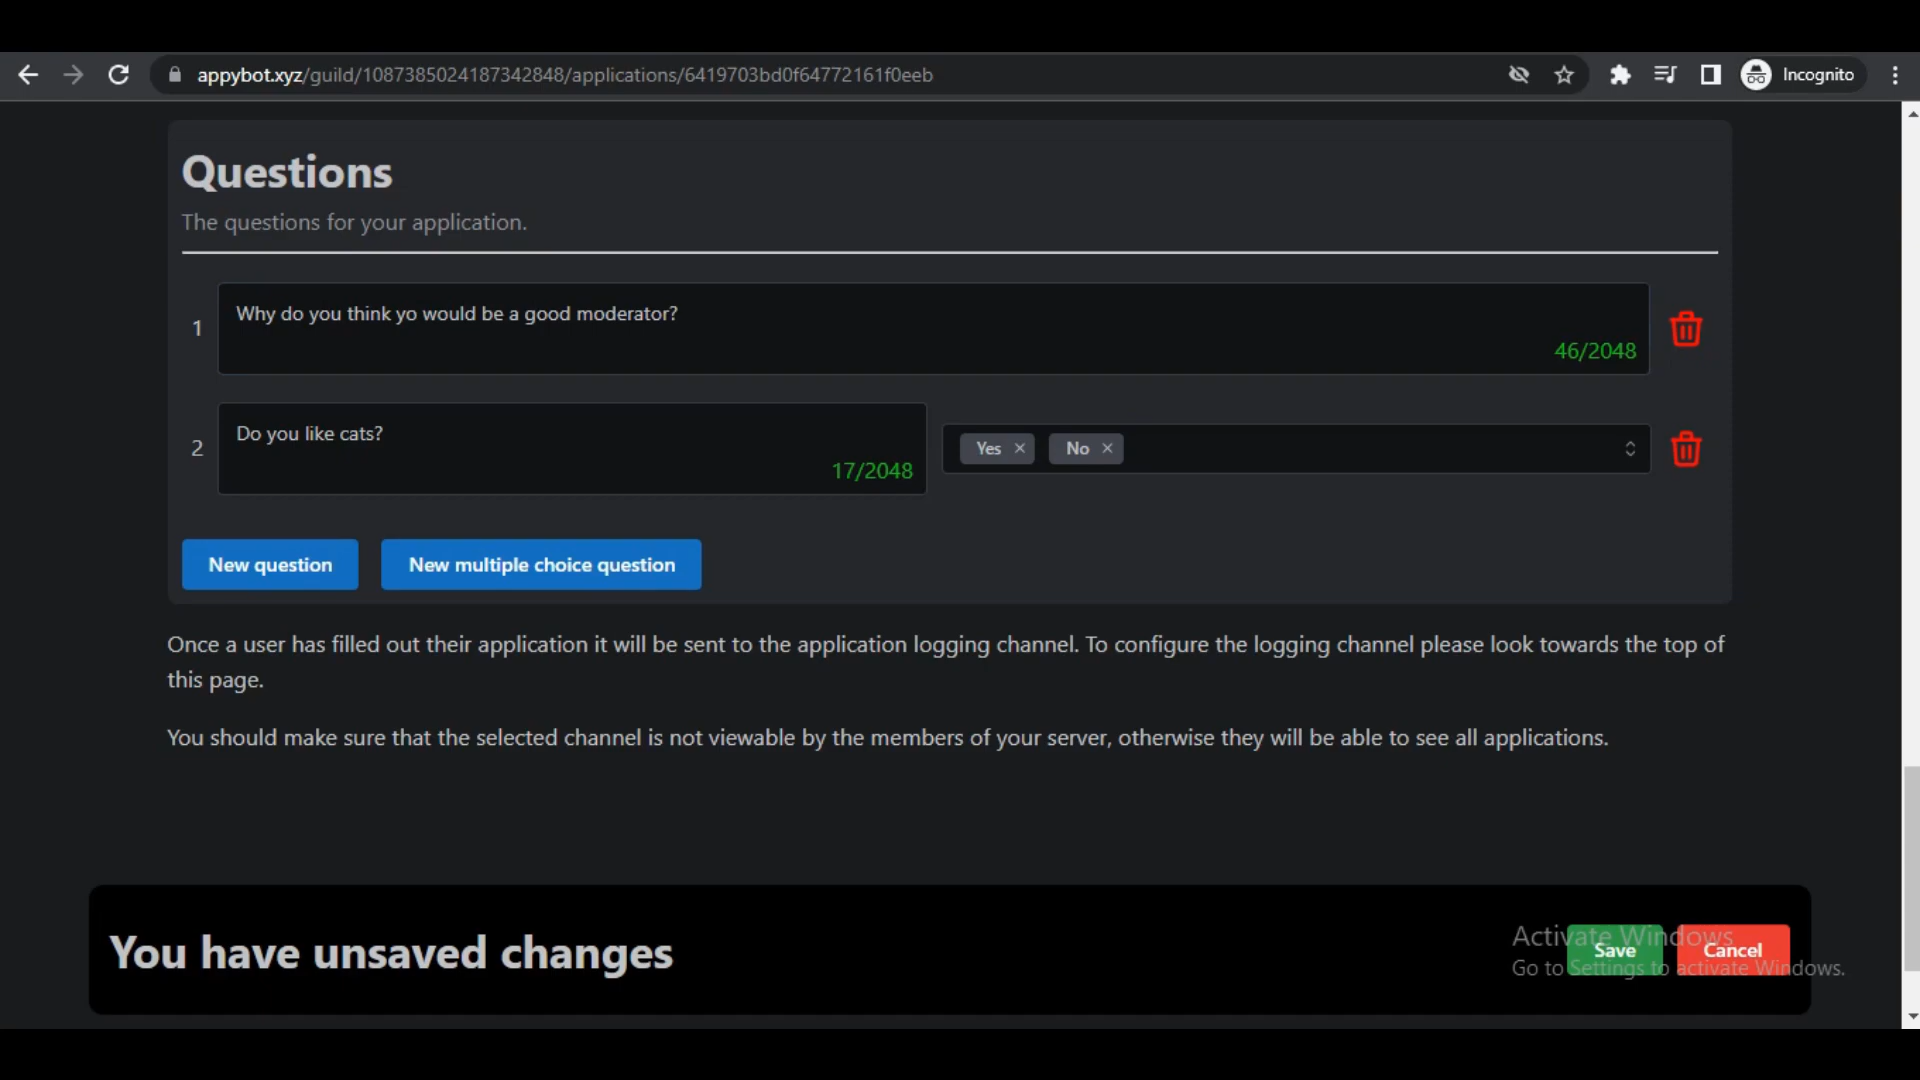 appybot.xyz/guild/1087385024187342848/applications/6419703bd0f64772161f0eeb
Incognito
Questions
The questions for your application.
1
Why do you think yo would be a good moderator?
46/2048
2
Do you like cats?
17/2048
Yes
No
New question
New multiple choice question
Once a user has filled out their application it will be sent to the application logging channel. To configure the logging channel please look towards the top of
this page.
You should make sure that the selected channel is not viewable by the members of your server, otherwise they will be able to see all applications.
You have unsaved changes
Save
Cancel
Activate Windows
Go to Settings to activate Windows.